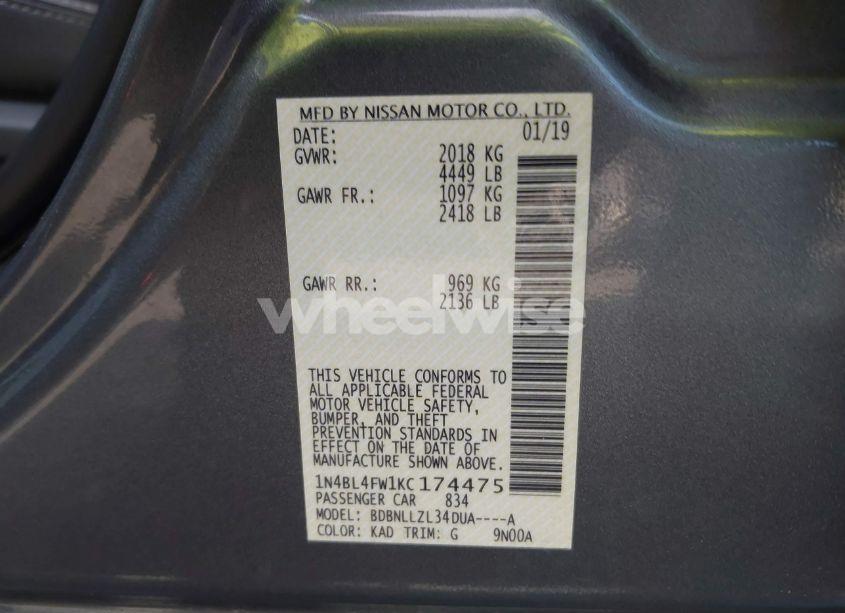 MFD BY NISSAN MOTOR CO., LTD.
DATE: 01/19
GVWR: 2018 KG
4449 LB
GAWR FR.: 1097 KG
2418 LB
GAWR RR.: 969 KG
2136 LB
wheelwise
THIS VEHICLE CONFORMS TO
ALL APPLICABLE FEDERAL
MOTOR VEHICLE SAFETY,
BUMPER, AND THEFT
PREVENTION STANDARDS IN
EFFECT ON THE DATE OF
MANUFACTURE SHOWN ABOVE.
1N4BL4FW1KC174475
PASSENGER CAR 834
MODEL: BDBNLLZL34DUA----A
COLOR: KAD TRIM: G 9N00A